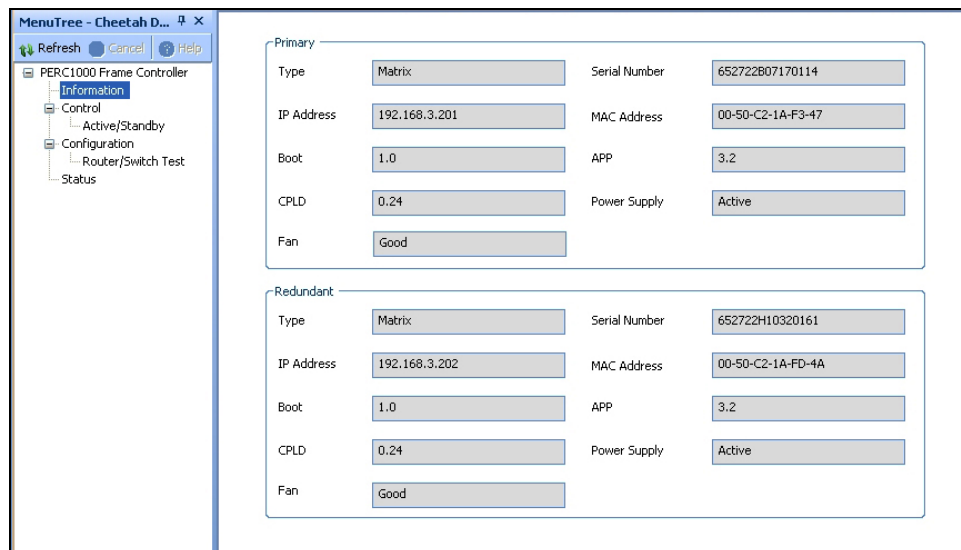 MenuTree - Cheetah D...
Refresh Cancel Help
PERC1000 Frame Controller
Information
Control
Active/Standby
Configuration
Router/Switch Test
Status
Primary
Type Matrix Serial Number 652722B07170114
IP Address 192.168.3.201 MAC Address 00-50-C2-1A-F3-47
Boot 1.0 APP 3.2
CPLD 0.24 Power Supply Active
Fan Good
Redundant
Type Matrix Serial Number 652722H10320161
IP Address 192.168.3.202 MAC Address 00-50-C2-1A-FD-4A
Boot 1.0 APP 3.2
CPLD 0.24 Power Supply Active
Fan Good